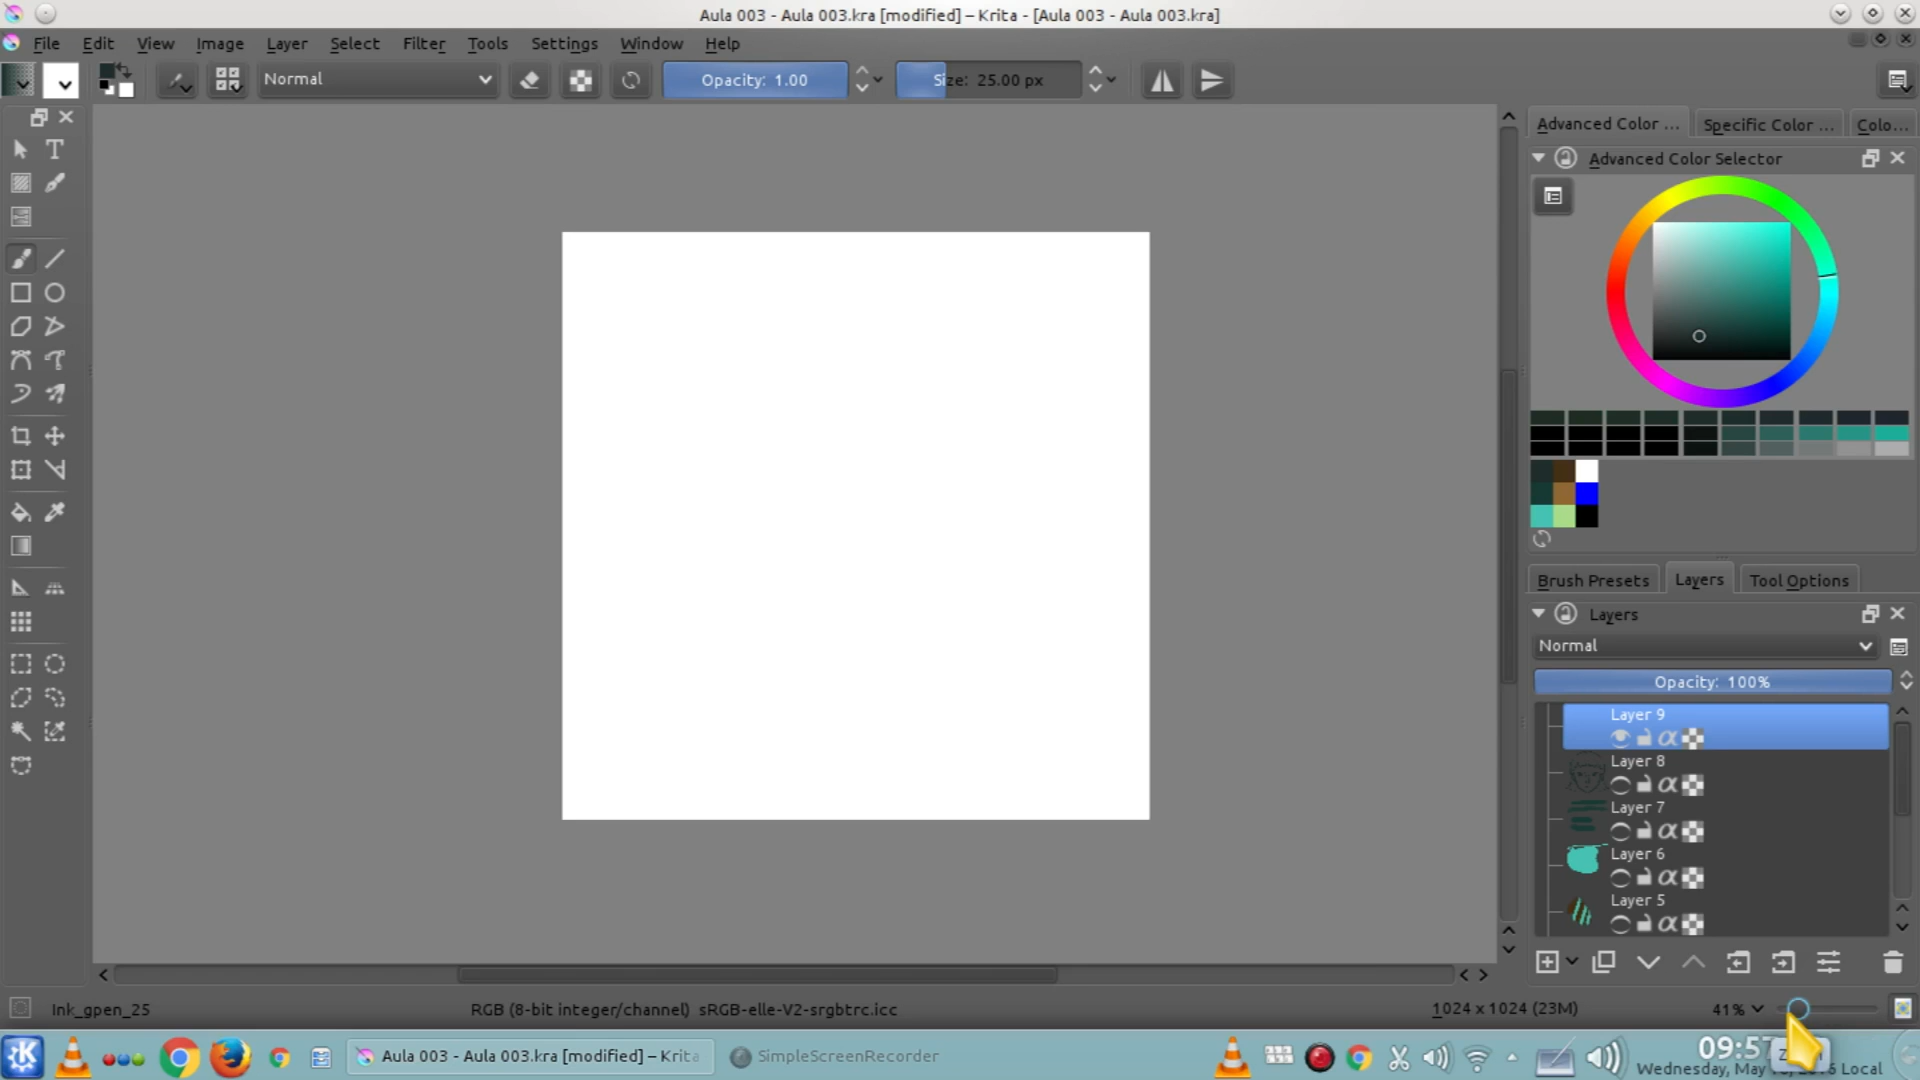 Aula 003 - Aula 003.kra [modified] – Krita - [Aula 003 - Aula 003.kra]
File Edit View Image Layer Select Filter Tools Settings Window Help
Normal Opacity: 1.00 Size: 25.00 px
Advanced Color ... Specific Color ... Colo...
Advanced Color Selector
Brush Presets Layers Tool Options
Layers
Normal
Opacity: 100%
Layer 9
Layer 8
Layer 7
Layer 6
Layer 5
Ink_gpen_25 RGB (8-bit integer/channel) sRGB-elle-V2-srgbtrc.icc 1024 x 1024 (23M) 41%
Aula 003 - Aula 003.kra [modified] – Krita SimpleScreenRecorder 09:57
Wednesday, May Local